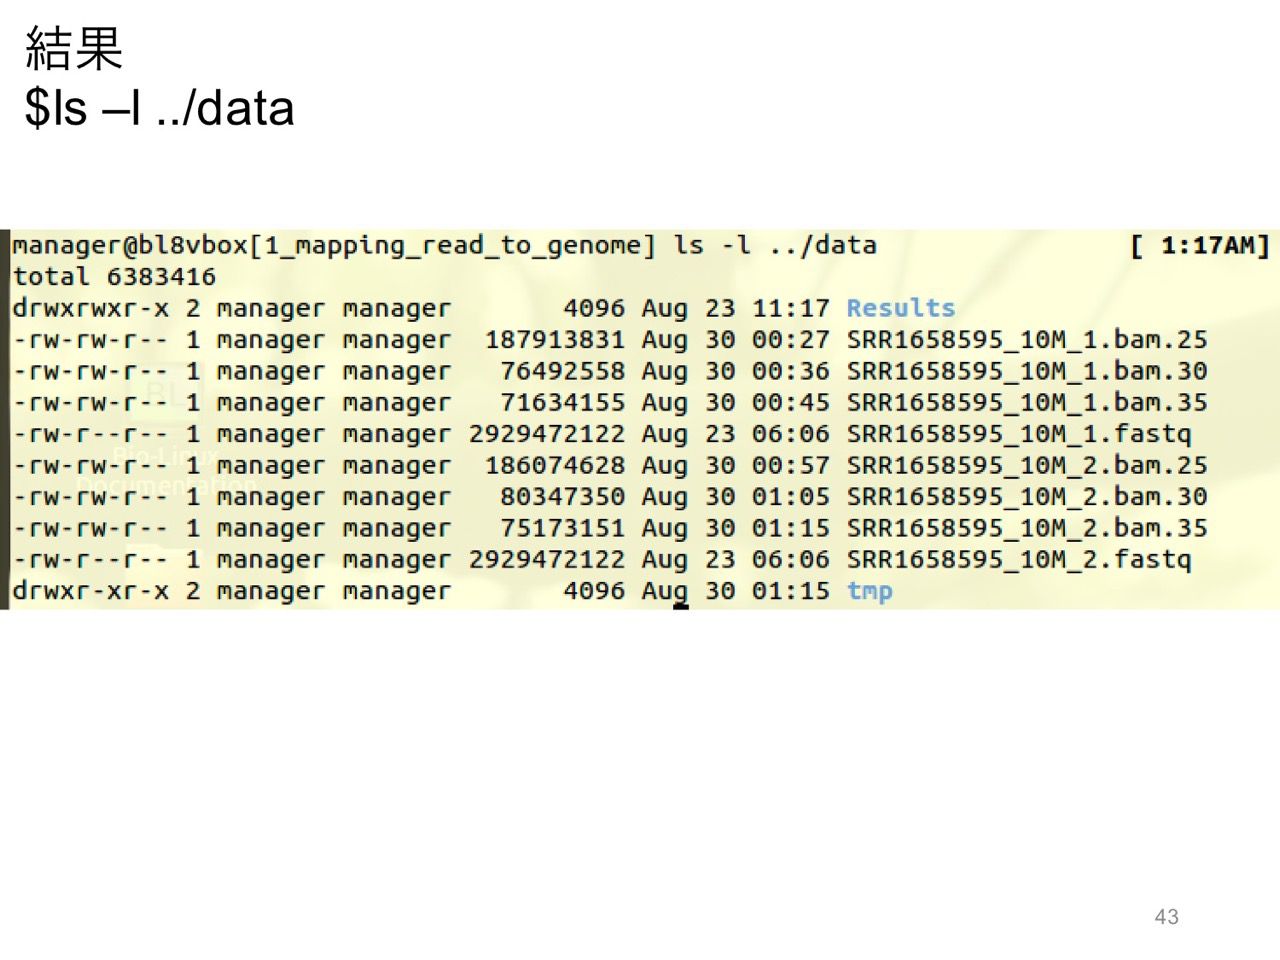 結果
$ls –l ../data
manager@bl8vbox[1_mapping_read_to_genome] ls -l ../data [ 1:17AM]
total 6383416
drwxrwxr-x 2 manager manager 4096 Aug 23 11:17 Results
-rw-rw-r-- 1 manager manager 187913831 Aug 30 00:27 SRR1658595_10M_1.bam.25
-rw-rw-r-- 1 manager manager 76492558 Aug 30 00:36 SRR1658595_10M_1.bam.30
-rw-rw-r-- 1 manager manager 71634155 Aug 30 00:45 SRR1658595_10M_1.bam.35
-rw-r--r-- 1 manager manager 2929472122 Aug 23 06:06 SRR1658595_10M_1.fastq
-rw-rw-r-- 1 manager manager 186074628 Aug 30 00:57 SRR1658595_10M_2.bam.25
-rw-rw-r-- 1 manager manager 80347350 Aug 30 01:05 SRR1658595_10M_2.bam.30
-rw-rw-r-- 1 manager manager 75173151 Aug 30 01:15 SRR1658595_10M_2.bam.35
-rw-r--r-- 1 manager manager 2929472122 Aug 23 06:06 SRR1658595_10M_2.fastq
drwxr-xr-x 2 manager manager 4096 Aug 30 01:15 tmp
BL
Bio-Linux
Documentation
43